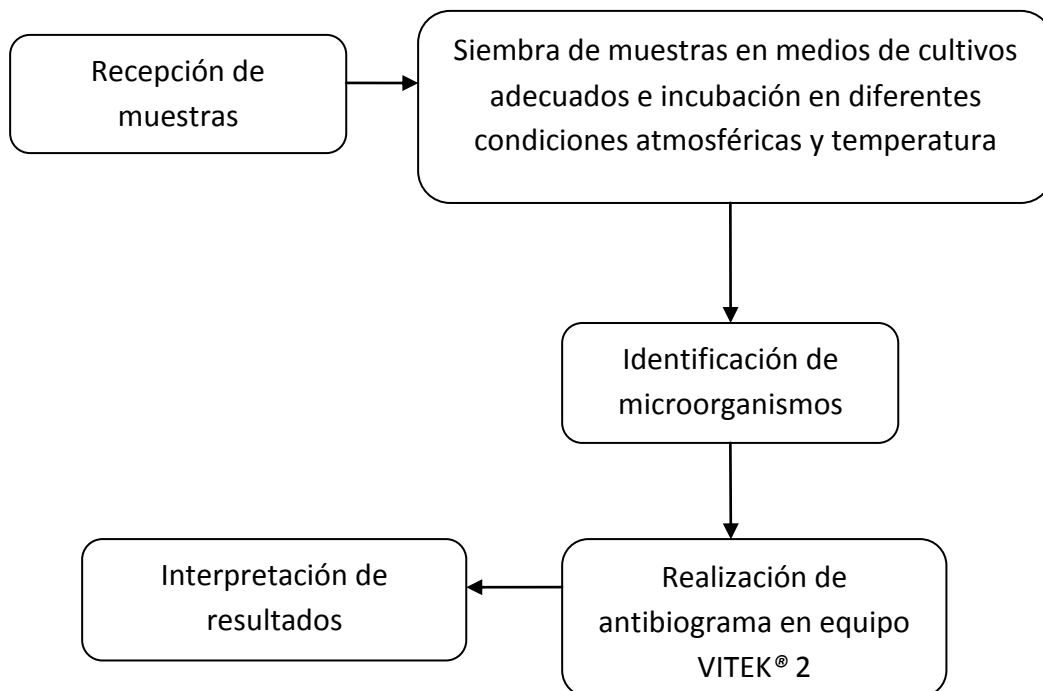 Recepción de
muestras
Siembra de muestras en medios de cultivos
adecuados e incubación en diferentes
condiciones atmosféricas y temperatura
Identificación de
microorganismos
Realización de
antibiograma en equipo
VITEK® 2
Interpretación de
resultados